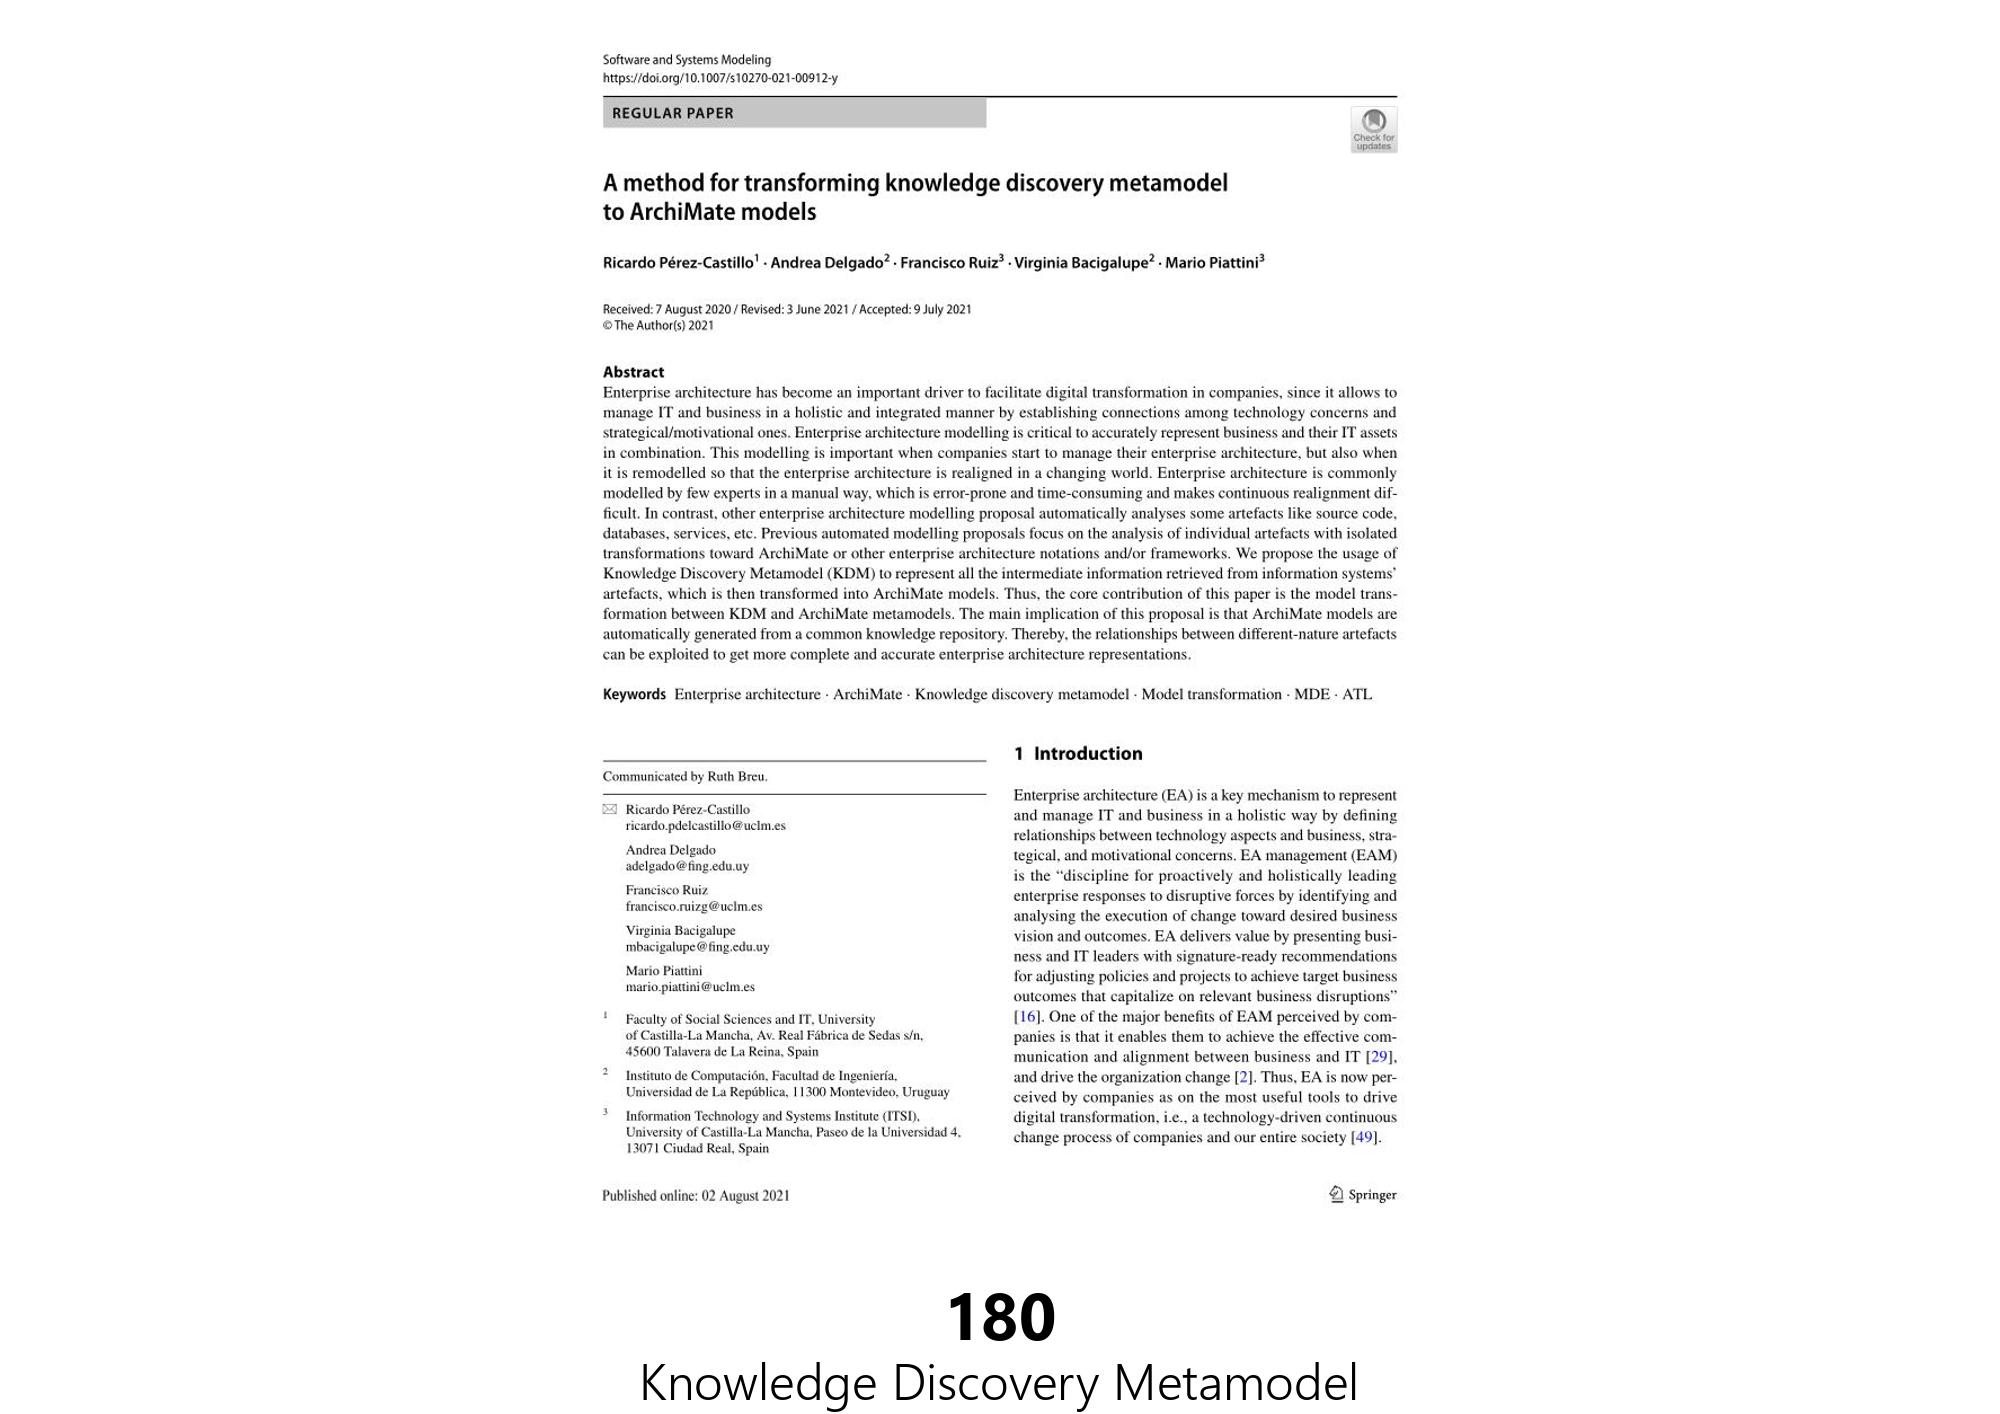 Software and Systems Modeling
https://doi.org/10.1007/s10270-021-00912-y
REGULAR PAPER
Check for
updates
A method for transforming knowledge discovery metamodel
to ArchiMate models
Ricardo Pérez-Castillo¹ · Andrea Delgado² · Francisco Ruiz³ · Virginia Bacigalupe² · Mario Piattini³
Received: 7 August 2020 / Revised: 3 June 2021 / Accepted: 9 July 2021
© The Author(s) 2021
Abstract
Enterprise architecture has become an important driver to facilitate digital transformation in companies, since it allows to
manage IT and business in a holistic and integrated manner by establishing connections among technology concerns and
strategical/motivational ones. Enterprise architecture modelling is critical to accurately represent business and their IT assets
in combination. This modelling is important when companies start to manage their enterprise architecture, but also when
it is remodelled so that the enterprise architecture is realigned in a changing world. Enterprise architecture is commonly
modelled by few experts in a manual way, which is error-prone and time-consuming and makes continuous realignment dif-
ficult. In contrast, other enterprise architecture modelling proposal automatically analyses some artefacts like source code,
databases, services, etc. Previous automated modelling proposals focus on the analysis of individual artefacts with isolated
transformations toward ArchiMate or other enterprise architecture notations and/or frameworks. We propose the usage of
Knowledge Discovery Metamodel (KDM) to represent all the intermediate information retrieved from information systems’
artefacts, which is then transformed into ArchiMate models. Thus, the core contribution of this paper is the model trans-
formation between KDM and ArchiMate metamodels. The main implication of this proposal is that ArchiMate models are
automatically generated from a common knowledge repository. Thereby, the relationships between different-nature artefacts
can be exploited to get more complete and accurate enterprise architecture representations.
Keywords Enterprise architecture · ArchiMate · Knowledge discovery metamodel · Model transformation · MDE · ATL
Communicated by Ruth Breu.
Ricardo Pérez-Castillo
ricardo.pdelcastillo@uclm.es
Andrea Delgado
adelgado@fing.edu.uy
Francisco Ruiz
francisco.ruizg@uclm.es
Virginia Bacigalupe
mbacigalupe@fing.edu.uy
Mario Piattini
mario.piattini@uclm.es
1 Faculty of Social Sciences and IT, University
of Castilla-La Mancha, Av. Real Fábrica de Sedas s/n,
45600 Talavera de La Reina, Spain
2 Instituto de Computación, Facultad de Ingeniería,
Universidad de La República, 11300 Montevideo, Uruguay
3 Information Technology and Systems Institute (ITSI),
University of Castilla-La Mancha, Paseo de la Universidad 4,
13071 Ciudad Real, Spain
1 Introduction
Enterprise architecture (EA) is a key mechanism to represent
and manage IT and business in a holistic way by defining
relationships between technology aspects and business, stra-
tegical, and motivational concerns. EA management (EAM)
is the “discipline for proactively and holistically leading
enterprise responses to disruptive forces by identifying and
analysing the execution of change toward desired business
vision and outcomes. EA delivers value by presenting busi-
ness and IT leaders with signature-ready recommendations
for adjusting policies and projects to achieve target business
outcomes that capitalize on relevant business disruptions”
[16]. One of the major benefits of EAM perceived by com-
panies is that it enables them to achieve the effective com-
munication and alignment between business and IT [29],
and drive the organization change [2]. Thus, EA is now per-
ceived by companies as on the most useful tools to drive
digital transformation, i.e., a technology-driven continuous
change process of companies and our entire society [49].
Published online: 02 August 2021
Springer
180
Knowledge Discovery Metamodel